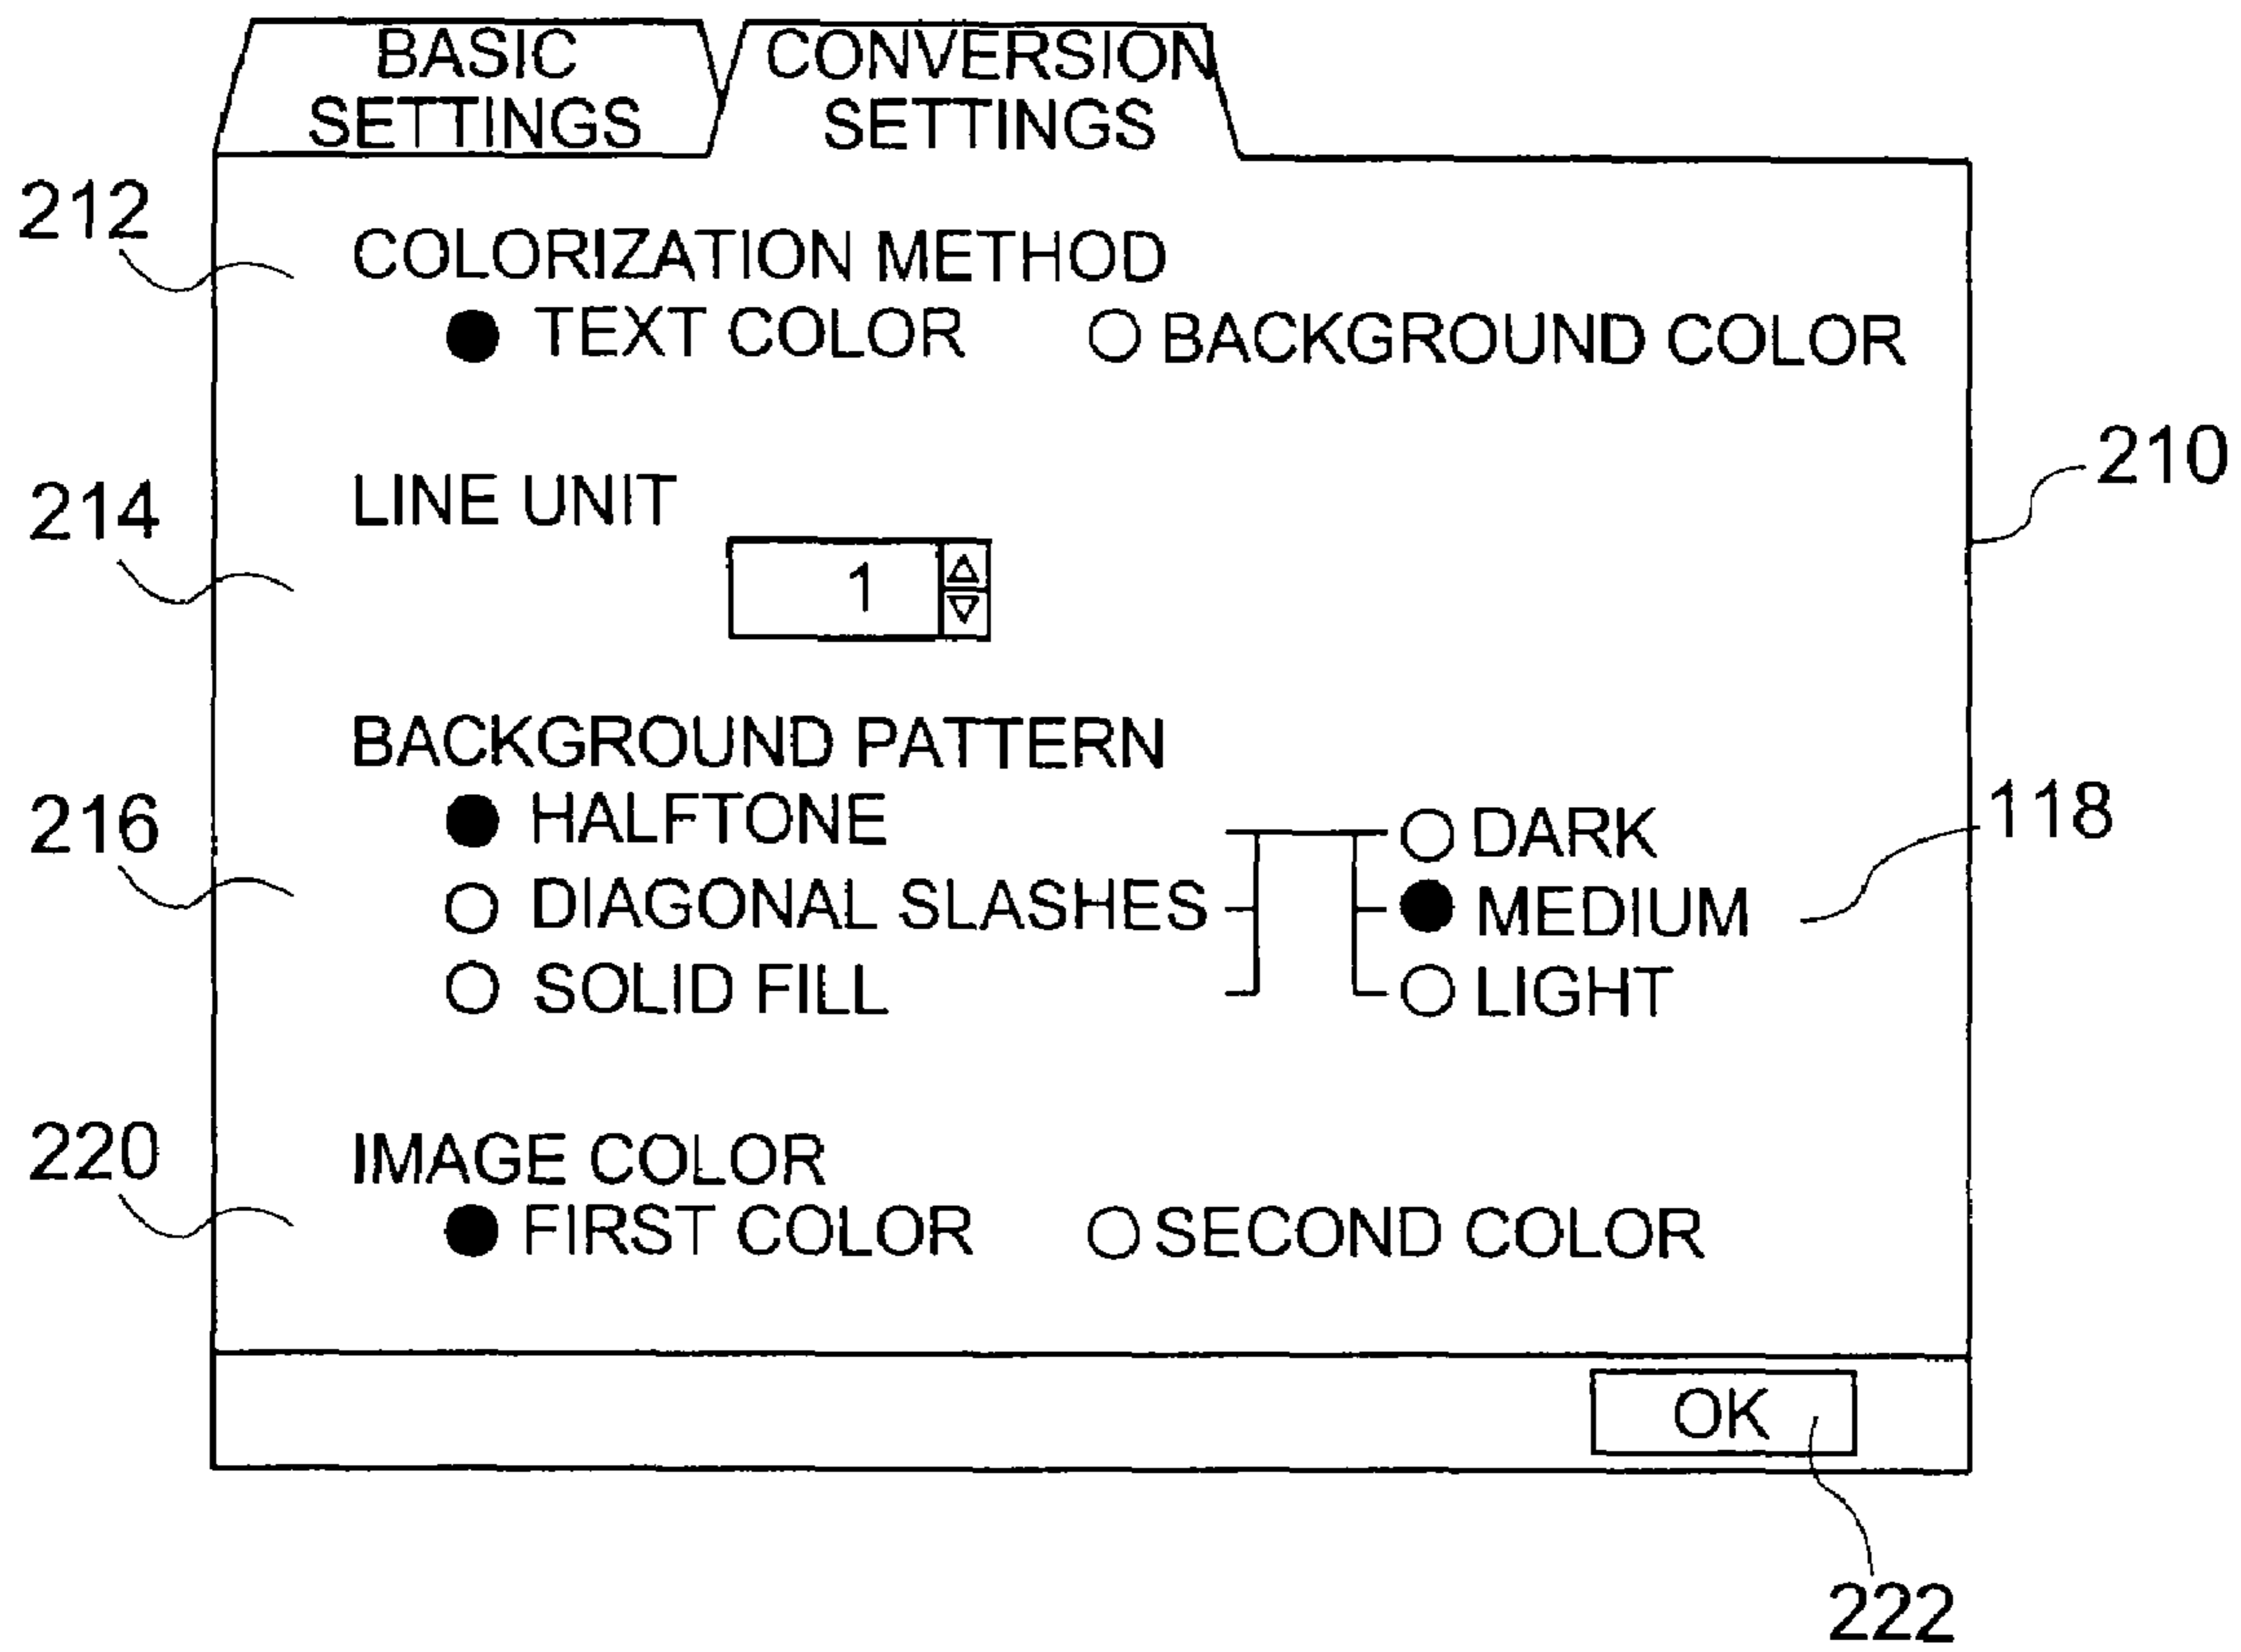 BASIC
SETTINGS
CONVERSION
SETTINGS
212
COLORIZATION METHOD
TEXT COLOR BACKGROUND COLOR
210
214
LINE UNIT
1
BACKGROUND PATTERN
216
HALFTONE
DIAGONAL SLASHES
SOLID FILL
DARK
MEDIUM
LIGHT
118
220
IMAGE COLOR
FIRST COLOR SECOND COLOR
OK
222